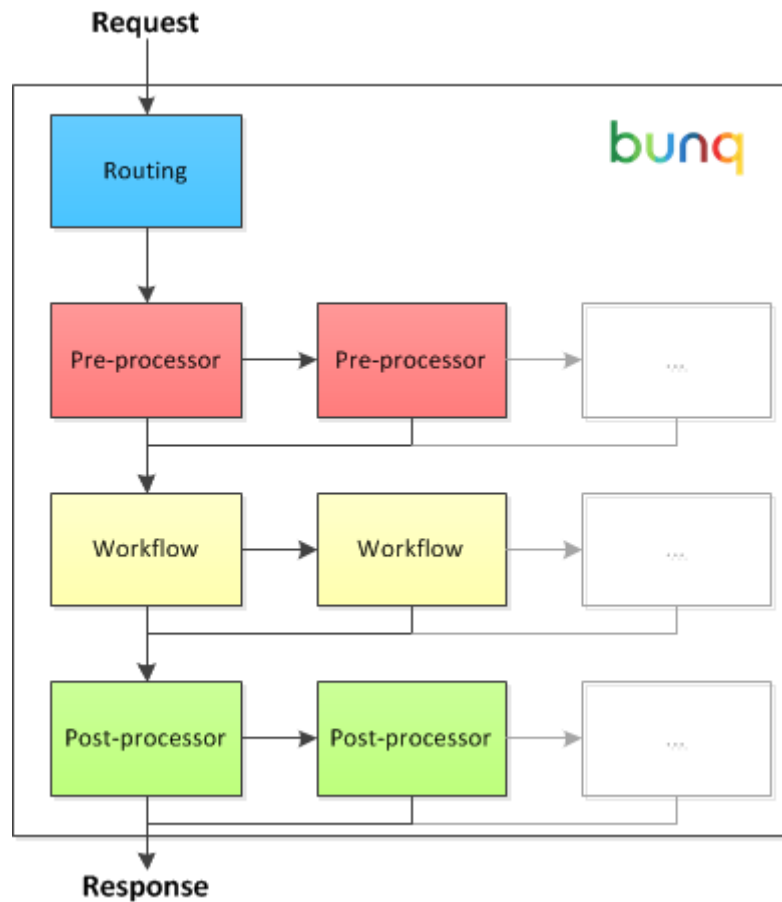 Request
bunq
Routing
Pre-processor
Pre-processor
...
Workflow
Workflow
...
Post-processor
Post-processor
...
Response